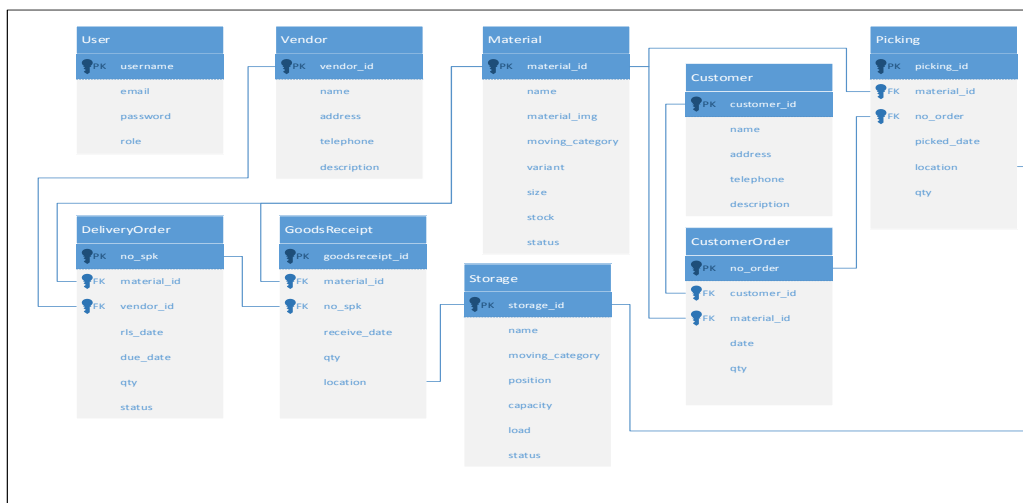 User
PK username
email
password
role
Vendor
PK vendor_id
name
address
telephone
description
Material
PK material_id
name
material_img
moving_category
variant
size
stock
status
Customer
PK customer_id
name
address
telephone
description
Picking
PK picking_id
FK material_id
FK no_order
picked_date
location
qty
DeliveryOrder
PK no_spk
FK material_id
FK vendor_id
rls_date
due_date
qty
status
GoodsReceipt
PK goodsreceipt_id
FK material_id
FK no_spk
receive_date
qty
location
Storage
PK storage_id
name
moving_category
position
capacity
load
status
CustomerOrder
PK no_order
FK customer_id
FK material_id
date
qty